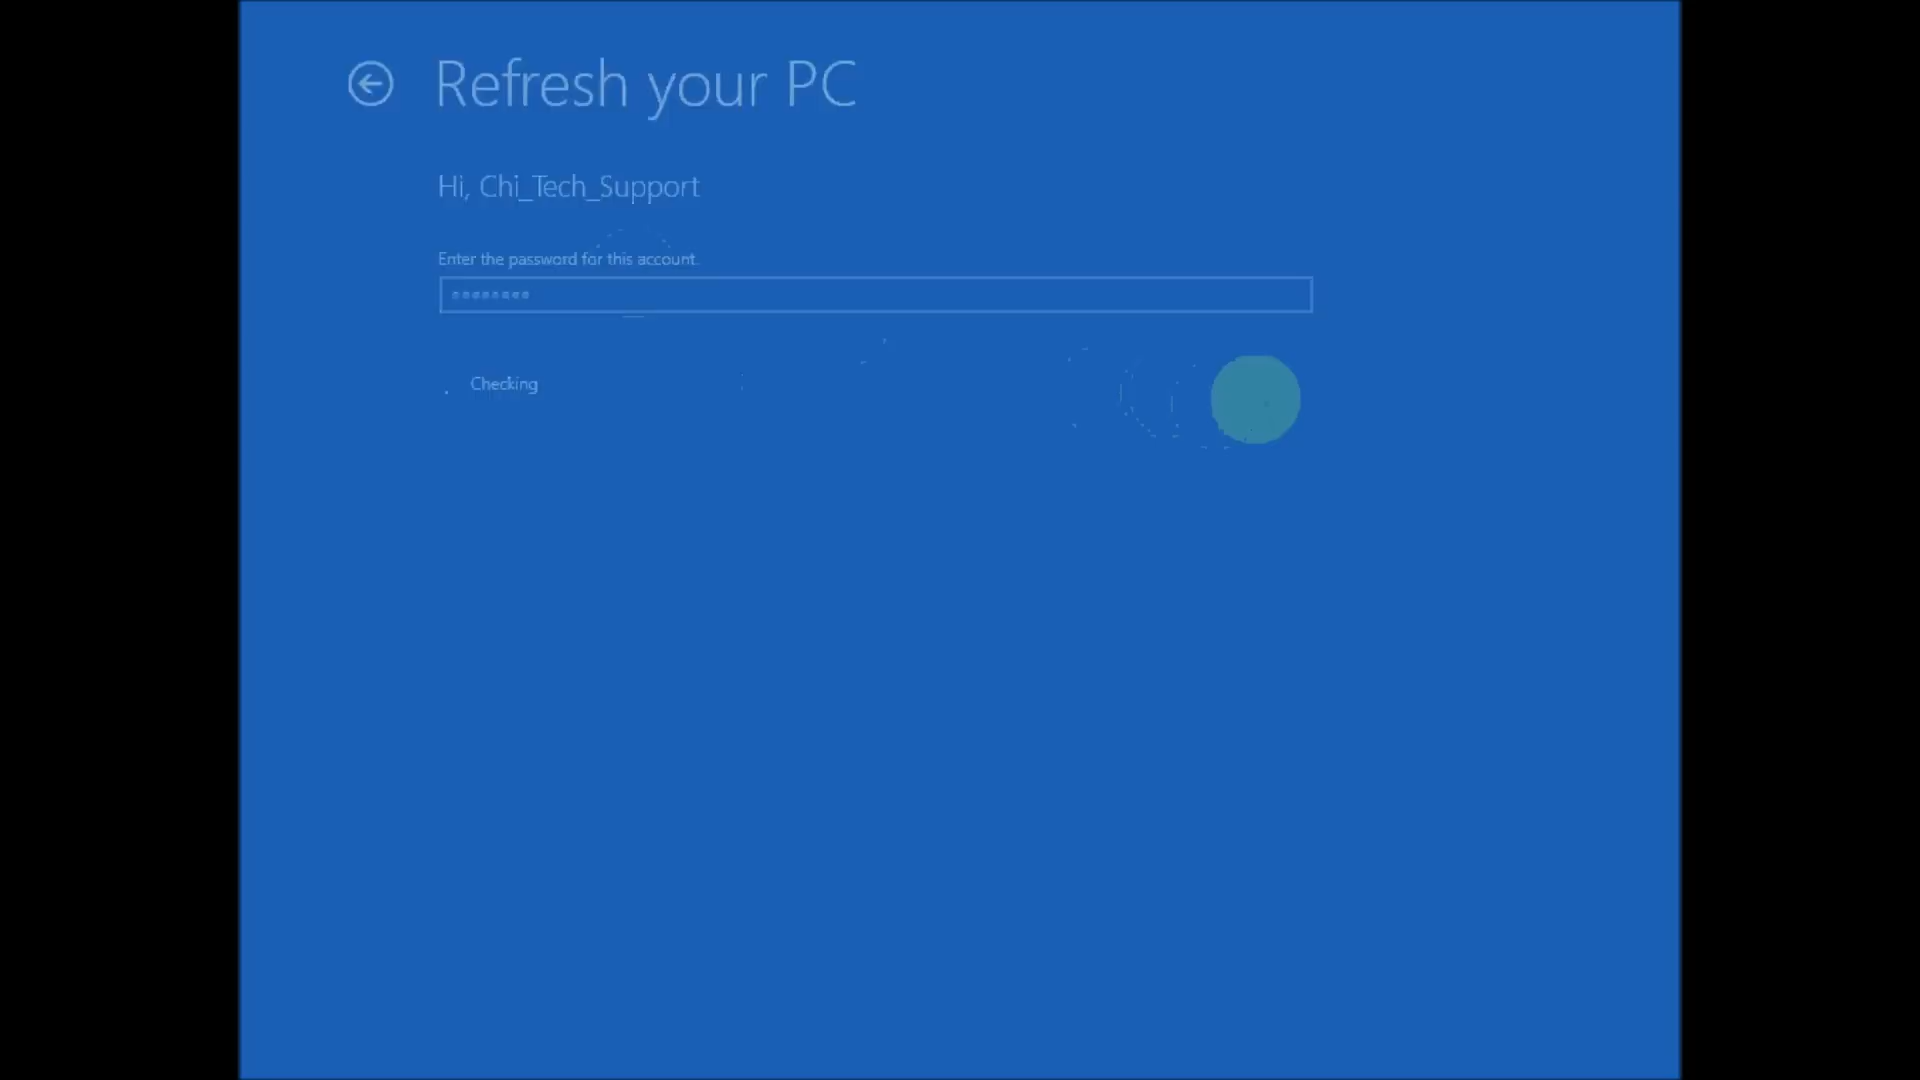 Refresh your PC
Hi, Chi_Tech_Support
Enter the password for this account.
Checking